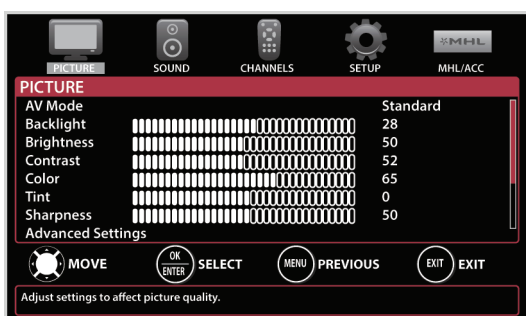 MHL
PICTURE SOUND CHANNELS SETUP MHL/ACC
PICTURE
AV Mode Standard
Backlight 28
Brightness 50
Contrast 52
Color 65
Tint 0
Sharpness 50
Advanced Settings
MOVE OK ENTER SELECT MENU PREVIOUS EXIT EXIT
Adjust settings to affect picture quality.